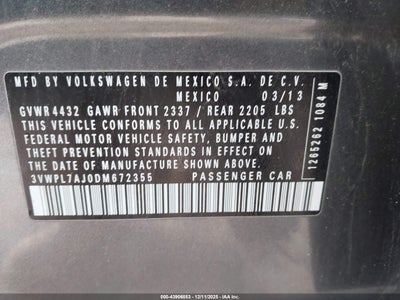 MFD BY VOLKSWAGEN DE MEXICO S.A. DE C.V.
MEXICO 03/13
GVWR 4432 GAWR FRONT 2337 / REAR 2205 LBS
THIS VEHICLE CONFORMS TO ALL APPLICABLE U.S.
FEDERAL MOTOR VEHICLE SAFETY, BUMPER AND
THEFT PREVENTION STANDARDS IN EFFECT ON
THE DATE OF MANUFACTURE SHOWN ABOVE.
3VWPL7AJ0DM672355 PASSENGER CAR
1265262 1084 M
USE: 000-43906853 - 12/11/2025 - IAA Inc.